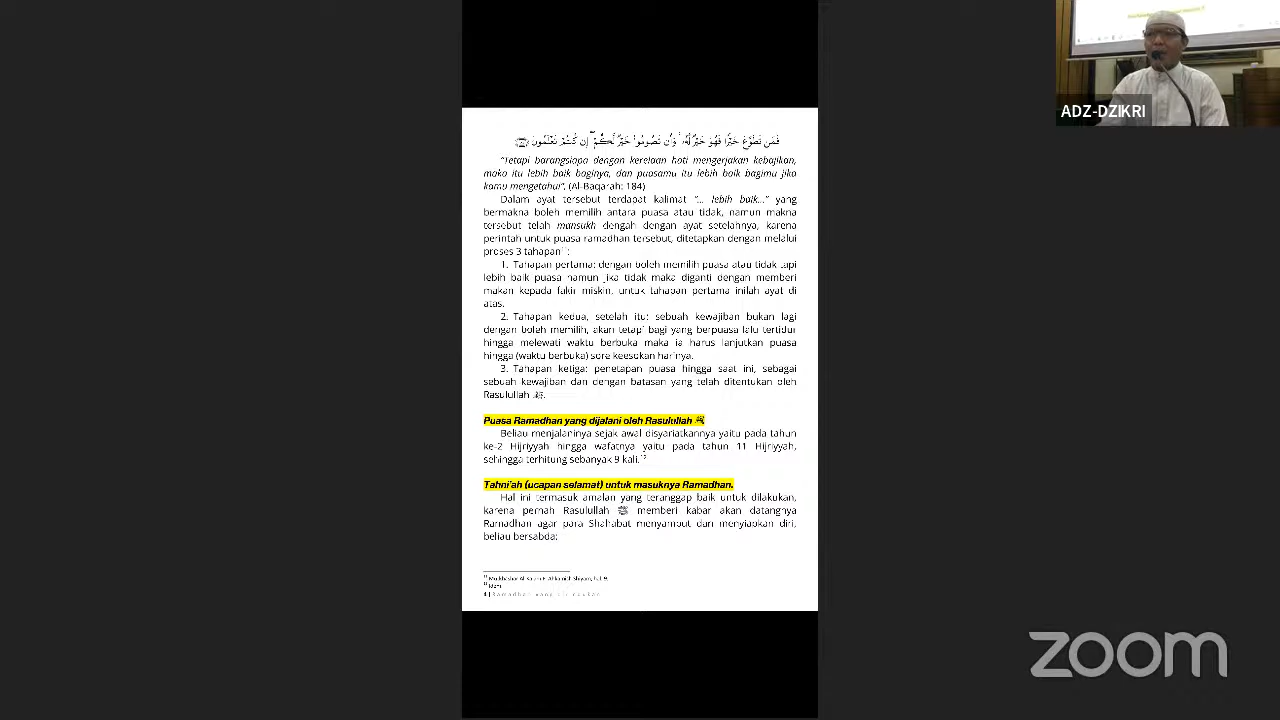 فَمَن تَطَوَّعَ خَيْرًا فَهُوَ خَيْرٌ لَّهُۥ ۚ وَأَن تَصُومُوا۟ خَيْرٌ لَّكُمْ ۖ إِن كُنتُمْ تَعْلَمُونَ
"Tetapi barangsiapa dengan kerelaan hati mengerjakan kebajikan,
maka itu lebih baik baginya, dan puasamu itu lebih baik bagimu jika
kamu mengetahui". (Al-Baqarah: 184)
Dalam ayat tersebut terdapat kalimat "... lebih baik..." yang
bermakna boleh memilih antara puasa atau tidak, namun makna
tersebut telah mansukh dengah dengan ayat setelahnya, karena
perintah untuk puasa ramadhan tersebut, ditetapkan dengan melalui
proses 3 tahapan¹¹:
1. Tahapan pertama: dengan boleh memilih puasa atau tidak tapi
lebih baik puasa namun jika tidak maka diganti dengan memberi
makan kepada fakir miskin, untuk tahapan pertama inilah ayat di
atas.
2. Tahapan kedua, setelah itu: sebuah kewajiban bukan lagi
dengan boleh memilih, akan tetapi bagi yang berpuasa lalu tertidur
hingga melewati waktu berbuka maka ia harus lanjutkan puasa
hingga (waktu berbuka) sore keesokan harinya.
3. Tahapan ketiga: penetapan puasa hingga saat ini, sebagai
sebuah kewajiban dan dengan batasan yang telah ditentukan oleh
Rasulullah ﷺ.
Puasa Ramadhan yang dijalani oleh Rasulullah ﷺ
Beliau menjalaninya sejak awal disyariatkannya yaitu pada tahun
ke-2 Hijriyyah hingga wafatnya yaitu pada tahun 11 Hijriyyah,
sehingga terhitung sebanyak 9 kali.¹²
Tahni'ah (ucapan selamat) untuk masuknya Ramadhan.
Hal ini termasuk amalan yang teranggap baik untuk dilakukan,
karena pernah Rasulullah ﷺ memberi kabar akan datangnya
Ramadhan agar para Shahabat menyambut dan menyiapkan diri,
beliau bersabda:
hal. 9.
¹² Idem
4 | Ramadhan yang
ADZ-DZIKRI
zoom